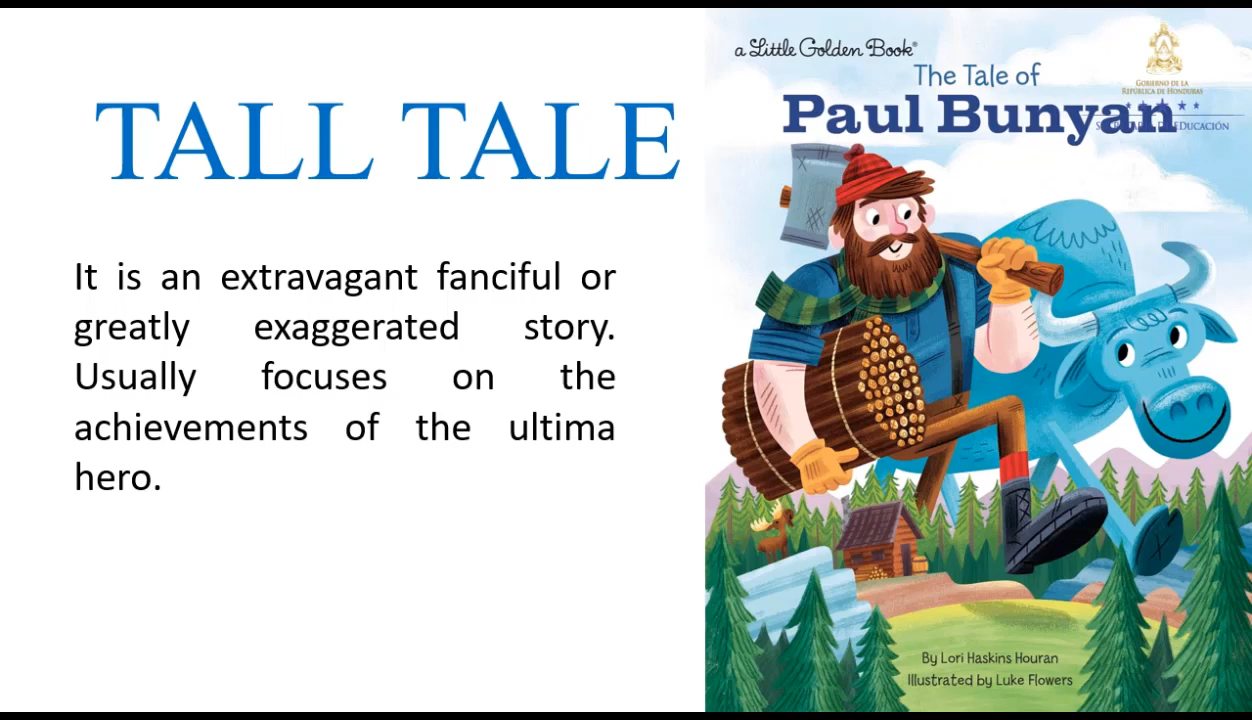 TALL TALE
It is an extravagant fanciful or
greatly exaggerated story.
Usually focuses on the
achievements of the ultima
hero.
a Little Golden Book®
The Tale of
Paul Bunyan
GOBIERNO DE LA
REPÚBLICA DE HONDURAS
DE EDUCACIÓN
By Lori Haskins Houran
Illustrated by Luke Flowers